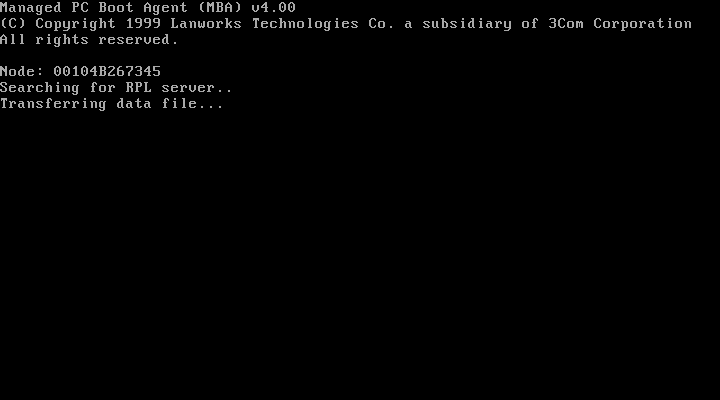 Managed PC Boot Agent (MBA) v4.00
(C) Copyright 1999 Lanworks Technologies Co. a subsidiary of 3Com Corporation
All rights reserved.
Node: 00104B267345
Searching for RPL server..
Transferring data file...